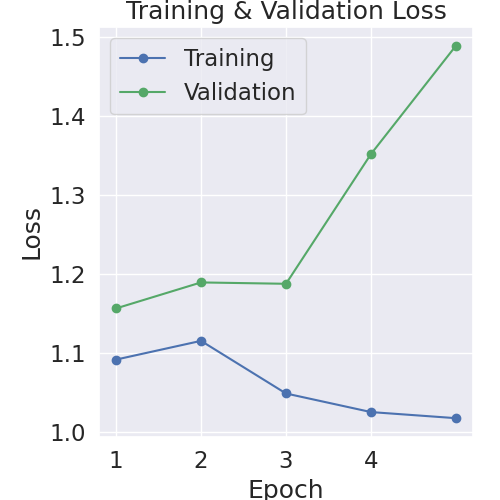 Training & Validation Loss
Training
Validation
Loss
1.5
1.4
1.3
1.2
1.1
1.0
1 2 3 4
Epoch